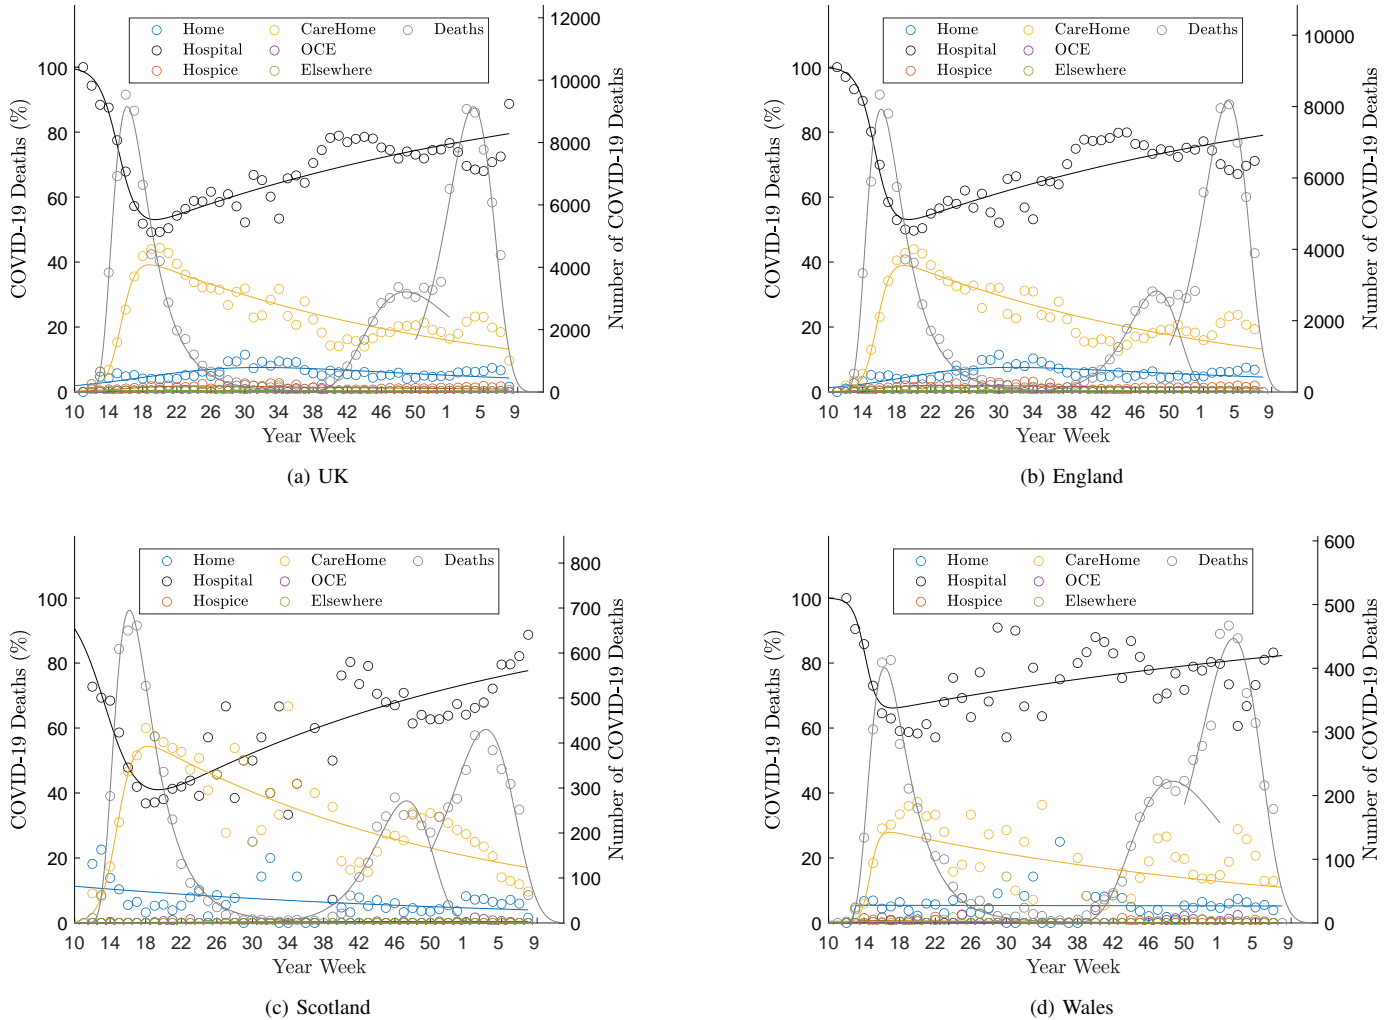 Home CareHome Deaths
Hospital OCE
Hospice Elsewhere
COVID-19 Deaths (%)
0 20 40 60 80 100
Number of COVID-19 Deaths
0 2000 4000 6000 8000 10000 12000
10 14 18 22 26 30 34 38 42 46 50 1 5 9
Year Week
(a) UK
Home CareHome Deaths
Hospital OCE
Hospice Elsewhere
COVID-19 Deaths (%)
0 20 40 60 80 100
Number of COVID-19 Deaths
0 2000 4000 6000 8000 10000
10 14 18 22 26 30 34 38 42 46 50 1 5 9
Year Week
(b) England
Home CareHome Deaths
Hospital OCE
Hospice Elsewhere
COVID-19 Deaths (%)
0 20 40 60 80 100
Number of COVID-19 Deaths
0 100 200 300 400 500 600 700 800
10 14 18 22 26 30 34 38 42 46 50 1 5 9
Year Week
(c) Scotland
Home CareHome Deaths
Hospital OCE
Hospice Elsewhere
COVID-19 Deaths (%)
0 20 40 60 80 100
Number of COVID-19 Deaths
0 100 200 300 400 500 600
10 14 18 22 26 30 34 38 42 46 50 1 5 9
Year Week
(d) Wales